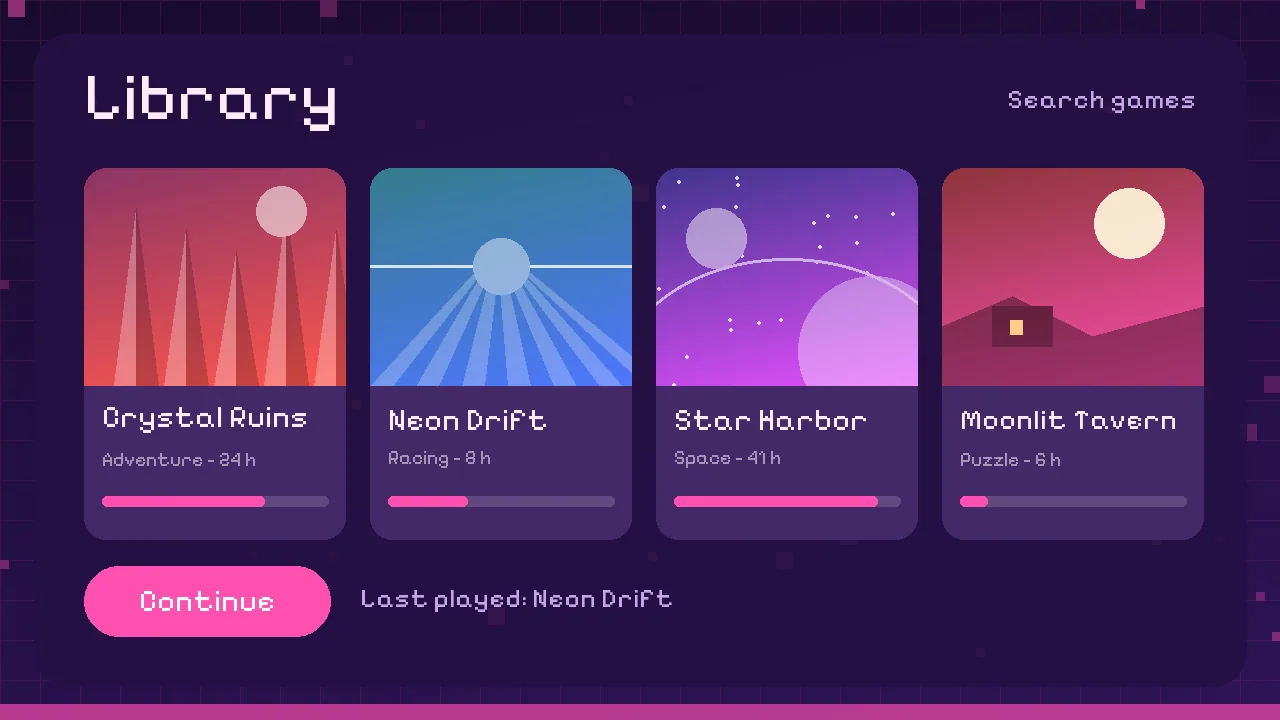 Library
Search games
Crystal Ruins
Adventure - 24 h
Neon Drift
Racing - 8 h
Star Harbor
Space - 41 h
Moonlit Tavern
Puzzle - 6 h
Continue
Last played: Neon Drift